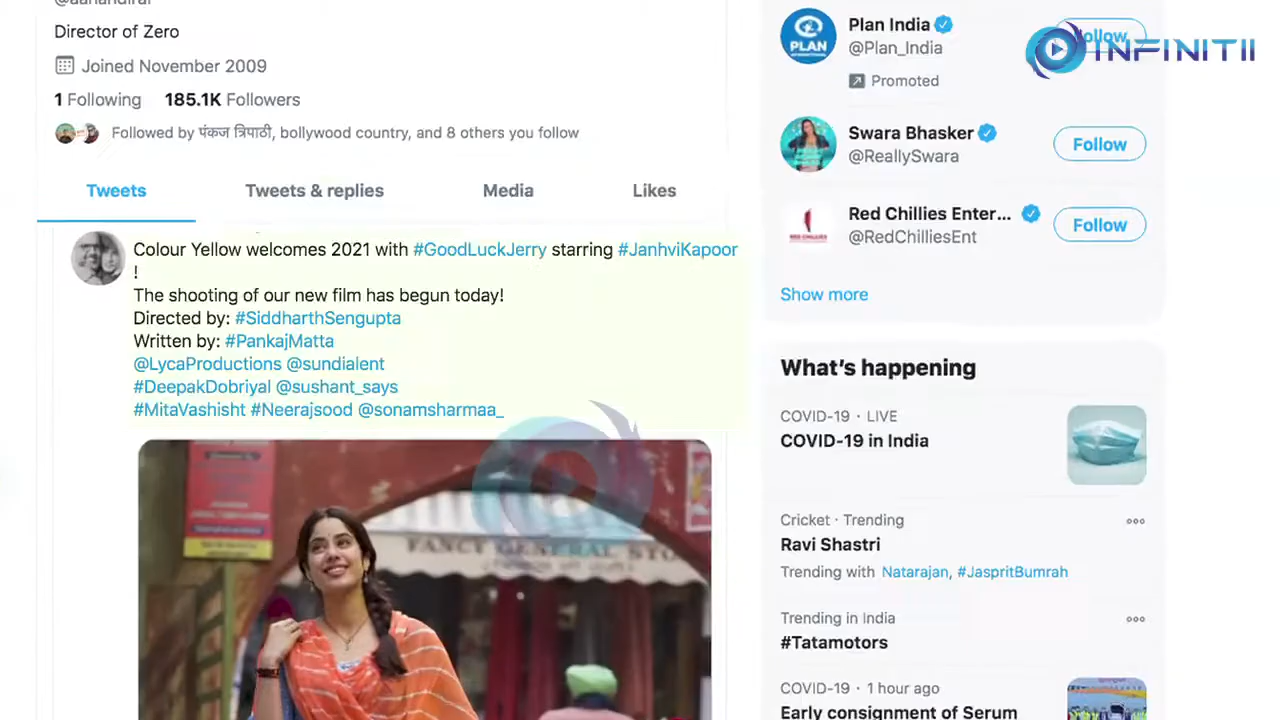 Director of Zero
Joined November 2009
1 Following 185.1K Followers
Followed by पंकज त्रिपाठी, bollywood country, and 8 others you follow
Tweets Tweets & replies Media Likes
Colour Yellow welcomes 2021 with #GoodLuckJerry starring #JanhviKapoor
!
The shooting of our new film has begun today!
Directed by: #SiddharthSengupta
Written by: #PankajMatta
@LycaProductions @sundialent
#DeepakDobriyal @sushant_says
#MitaVashisht #Neerajsood @sonamsharmaa_
FANCY GENERAL STO
Plan India
@Plan_India
Promoted
PLAN
Follow
INFINITII
Swara Bhasker
@ReallySwara
Follow
Red Chillies Enter...
@RedChilliesEnt
Follow
Show more
What's happening
COVID-19 · LIVE
COVID-19 in India
Cricket · Trending
Ravi Shastri
Trending with Natarajan, #JaspritBumrah
Trending in India
#Tatamotors
COVID-19 · 1 hour ago
Early consignment of Serum